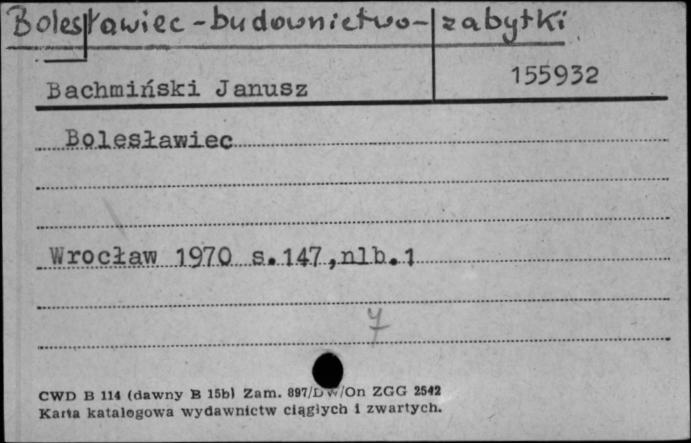 Bolesławiec - budownictwo - zabytki
155932
Bachmiński Janusz
Bolesławiec
Wrocław 1970 s.147,nlb.1
7
CWD B 114 (dawny B 15b) Zam. 897/DW/On ZGG 2542
Karta katalogowa wydawnictw ciągłych i zwartych.